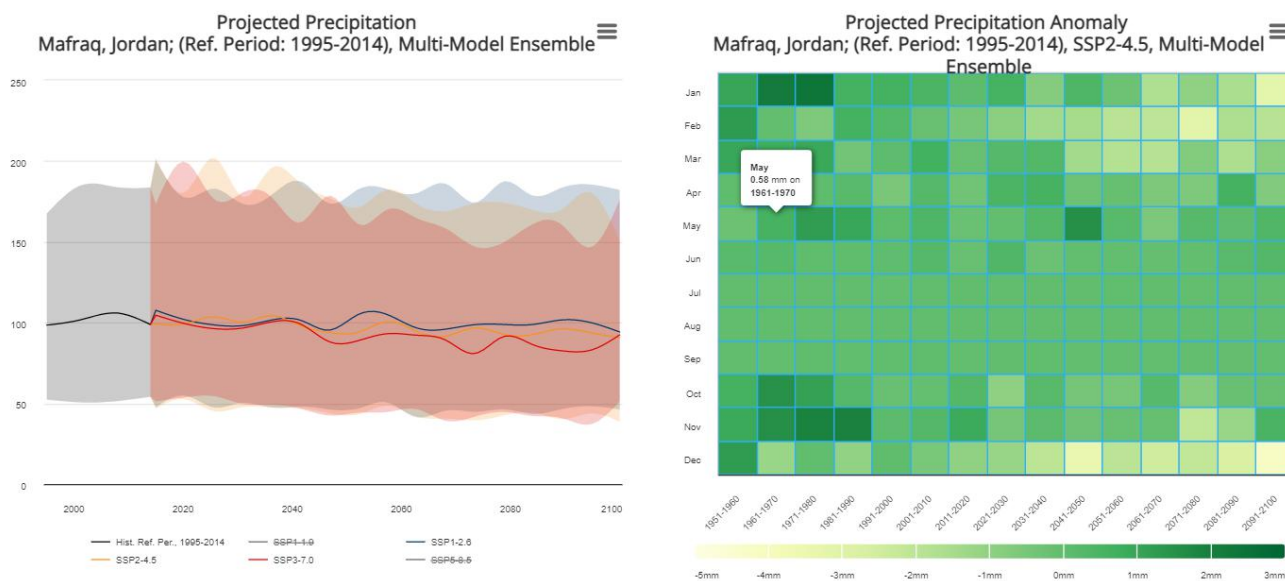 Projected Precipitation
Mafraq, Jordan; (Ref. Period: 1995-2014), Multi-Model Ensemble
250
200
150
100
50
0
2000
2020
2040
2060
2080
2100
Hist. Ref. Per., 1995-2014
SSP1-1.9
SSP1-2.6
SSP2-4.5
SSP3-7.0
SSP5-8.5
Projected Precipitation Anomaly
Mafraq, Jordan; (Ref. Period: 1995-2014), SSP2-4.5, Multi-Model
Ensemble
Jan
Feb
Mar
Apr
May
Jun
Jul
Aug
Sep
Oct
Nov
Dec
May
0.58 mm on
1961-1970
1951-1960
1961-1970
1971-1980
1981-1990
1991-2000
2001-2010
2011-2020
2021-2030
2031-2040
2041-2050
2051-2060
2061-2070
2071-2080
2081-2090
2091-2100
-5mm
-4mm
-3mm
-2mm
-1mm
0mm
1mm
2mm
3mm